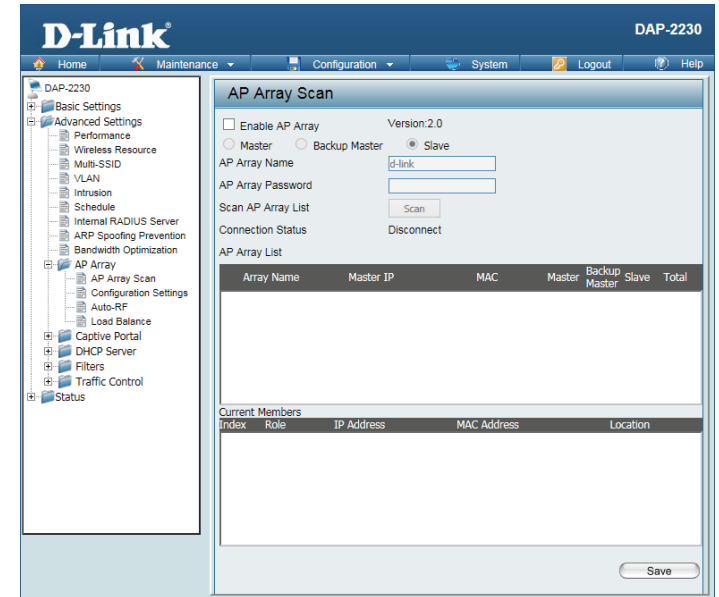 D-Link®
DAP-2230
Home Maintenance Configuration System Logout Help
DAP-2230
Basic Settings
Advanced Settings
Performance
Wireless Resource
Multi-SSID
VLAN
Intrusion
Schedule
Internal RADIUS Server
ARP Spoofing Prevention
Bandwidth Optimization
AP Array
AP Array Scan
Configuration Settings
Auto-RF
Load Balance
Captive Portal
DHCP Server
Filters
Traffic Control
Status
AP Array Scan
Enable AP Array Version:2.0
Master Backup Master Slave
AP Array Name d-link
AP Array Password
Scan AP Array List Scan
Connection Status Disconnect
AP Array List
Array Name Master IP MAC Master Backup Master Slave Total
Current Members
Index Role IP Address MAC Address Location
Save